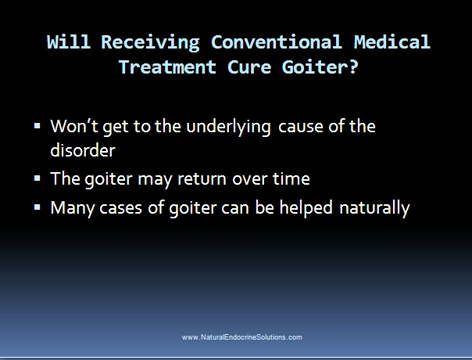 Will Receiving Conventional Medical
Treatment Cure Goiter?
▪ Won't get to the underlying cause of the
disorder
▪ The goiter may return over time
▪ Many cases of goiter can be helped naturally
www.NaturalEndocrineSolutions.com